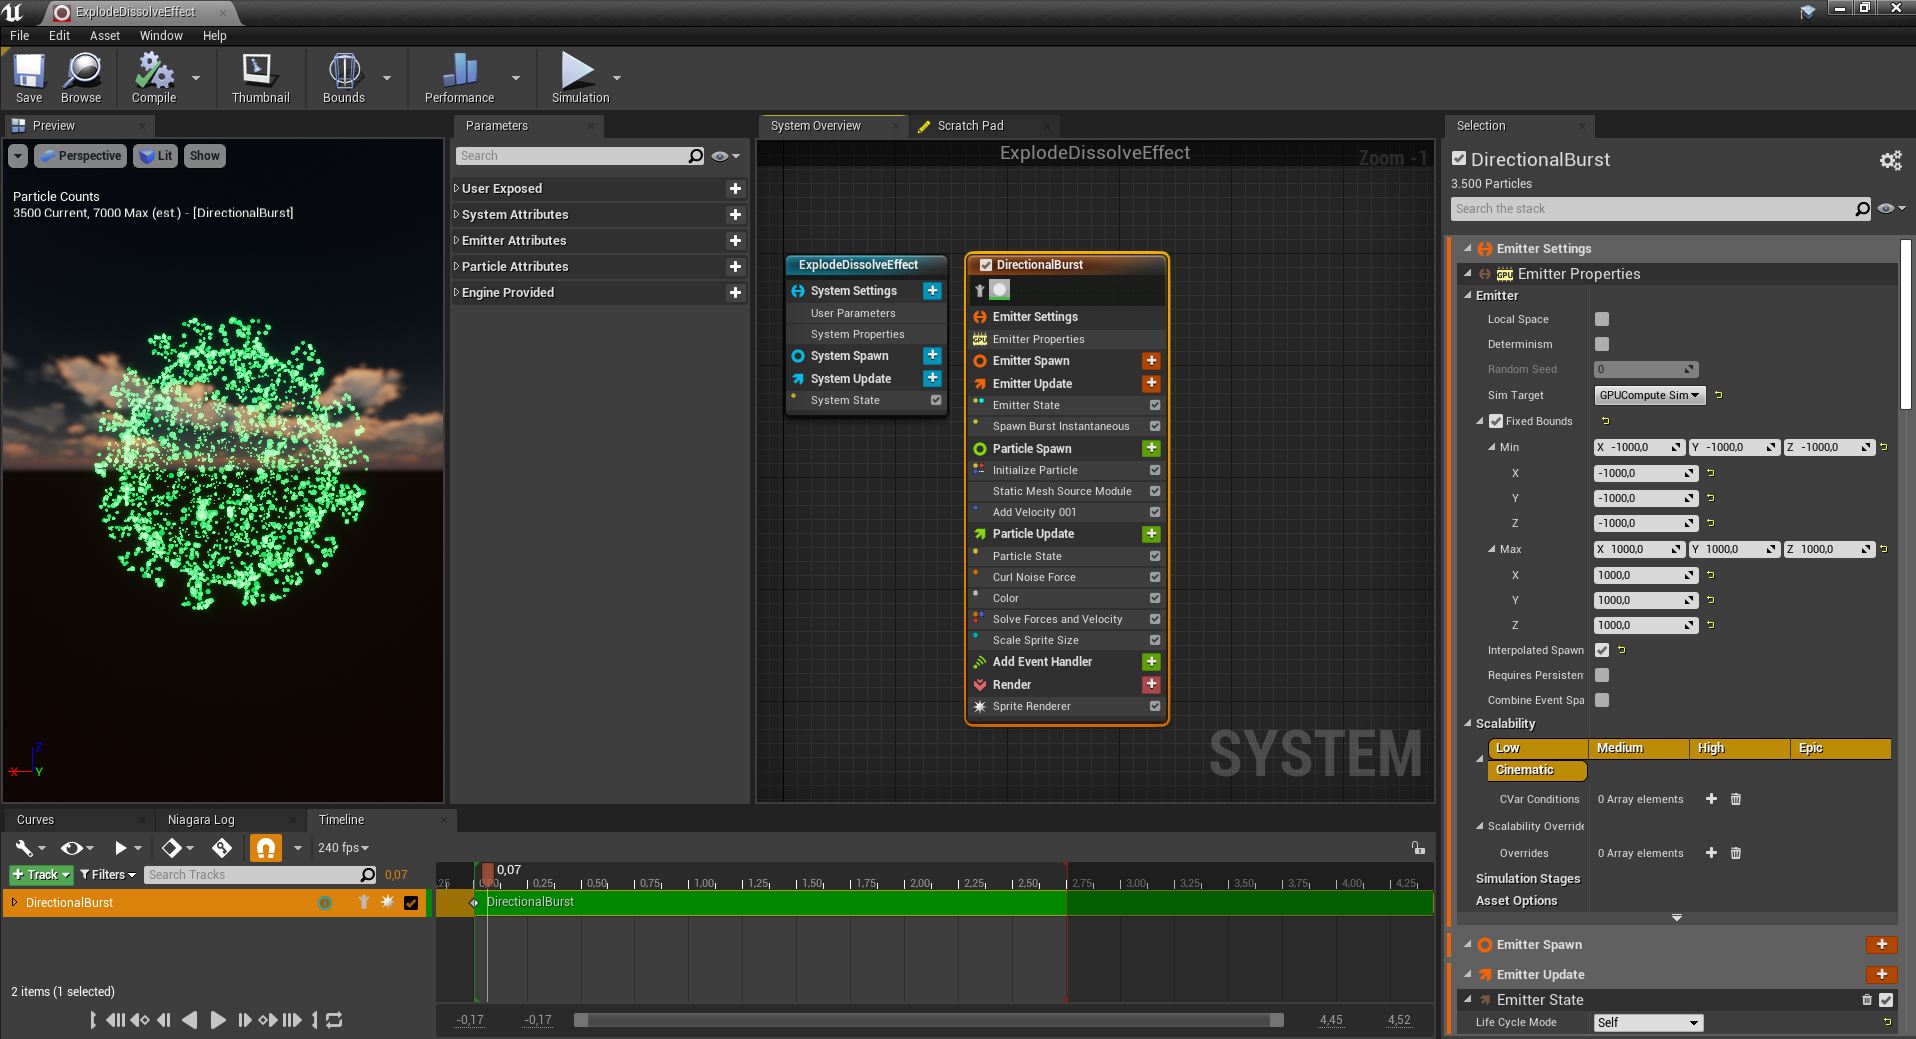 ExplodeDissolveEffect
File Edit Asset Window Help
Save Browse Compile Thumbnail Bounds Performance Simulation
Preview
Perspective Lit Show
Particle Counts
3500 Current, 7000 Max (est.) - [DirectionalBurst]
Z
X Y
Parameters
Search
User Exposed
System Attributes
Emitter Attributes
Particle Attributes
Engine Provided
System Overview Scratch Pad
ExplodeDissolveEffect
Zoom -1
ExplodeDissolveEffect
System Settings
User Parameters
System Properties
System Spawn
System Update
System State
DirectionalBurst
Emitter Settings
GPU Emitter Properties
Emitter Spawn
Emitter Update
Emitter State
Spawn Burst Instantaneous
Particle Spawn
Initialize Particle
Static Mesh Source Module
Add Velocity 001
Particle Update
Particle State
Curl Noise Force
Color
Solve Forces and Velocity
Scale Sprite Size
Add Event Handler
Render
Sprite Renderer
SYSTEM
Selection
DirectionalBurst
3.500 Particles
Search the stack
Emitter Settings
GPU Emitter Properties
Emitter
Local Space
Determinism
Random Seed 0
Sim Target GPUCompute Sim
Fixed Bounds
Min X -1000,0 Y -1000,0 Z -1000,0
X -1000,0
Y -1000,0
Z -1000,0
Max X 1000,0 Y 1000,0 Z 1000,0
X 1000,0
Y 1000,0
Z 1000,0
Interpolated Spawn
Requires Persisten
Combine Event Spa
Scalability
Low Medium High Epic
Cinematic
CVar Conditions 0 Array elements
Scalability Override
Overrides 0 Array elements
Simulation Stages
Asset Options
Emitter Spawn
Emitter Update
Emitter State
Life Cycle Mode Self
Curves Niagara Log Timeline
240 fps
Track Filters Search Tracks 0,07
0,07
,25 0,00 0,25 0,50 0,75 1,00 1,25 1,50 1,75 2,00 2,25 2,50 2,75 3,00 3,25 3,50 3,75 4,00 4,25
DirectionalBurst
DirectionalBurst
2 items (1 selected)
-0,17 -0,17 4,45 4,52